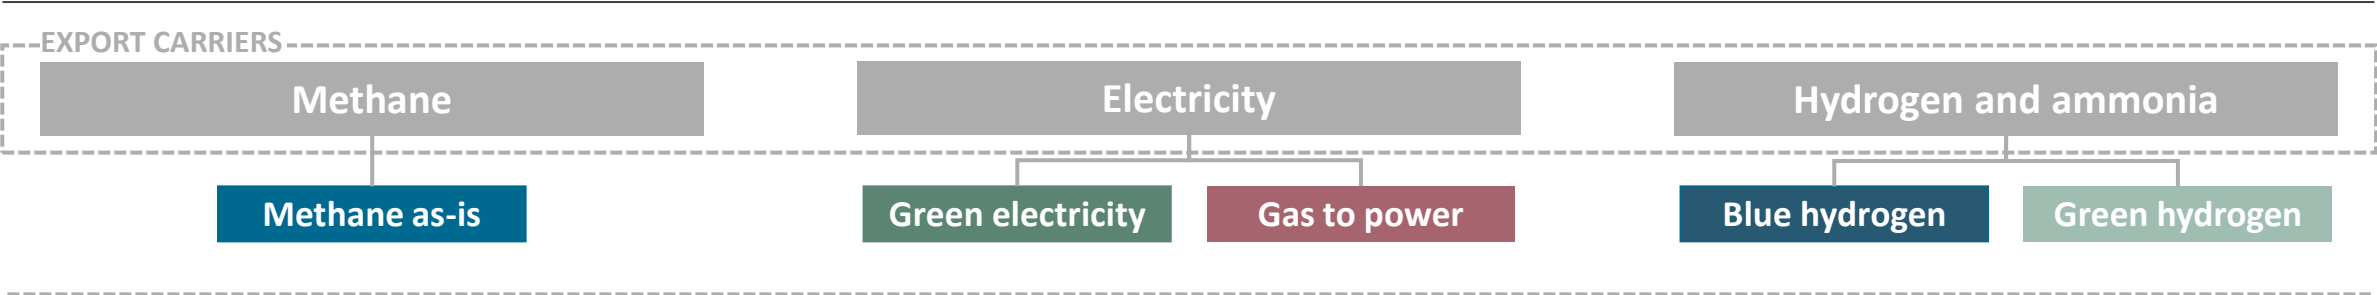 EXPORT CARRIERS
Methane
Electricity
Hydrogen and ammonia
Methane as-is
Green electricity
Gas to power
Blue hydrogen
Green hydrogen